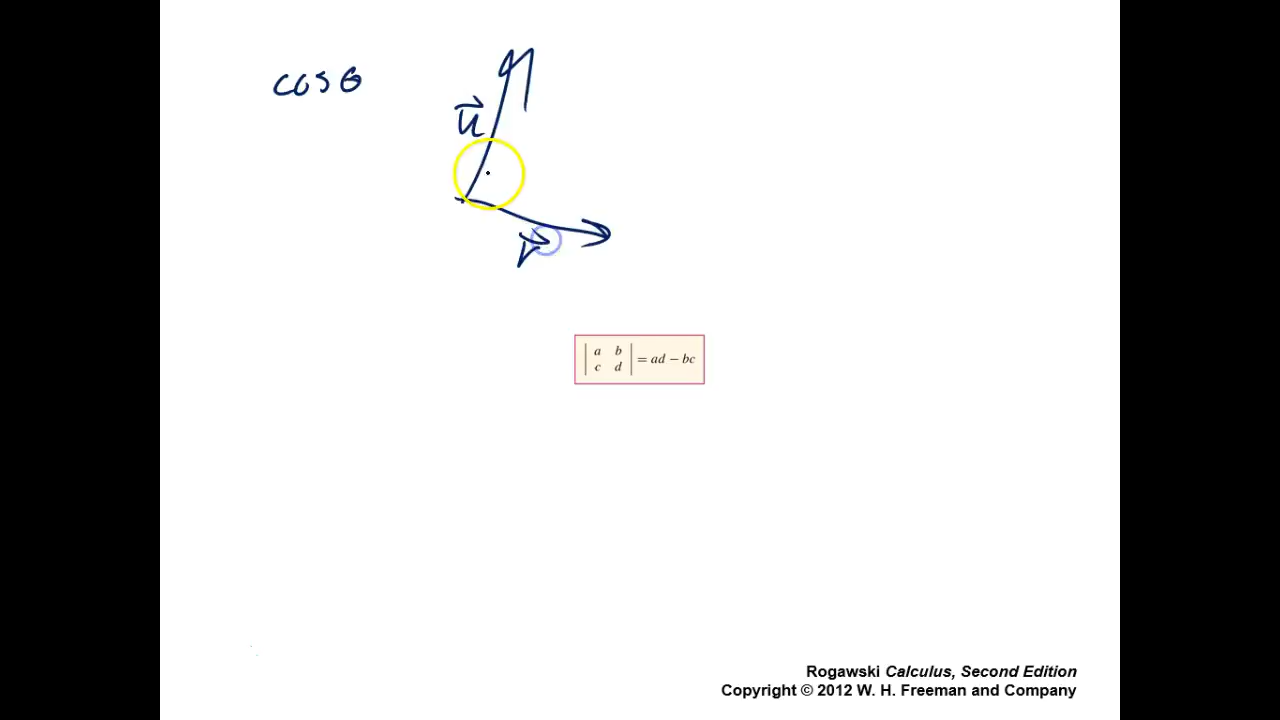 cos θ
u⃗
v⃗
| a b |
| c d | = ad − bc
Rogawski Calculus, Second Edition
Copyright © 2012 W. H. Freeman and Company